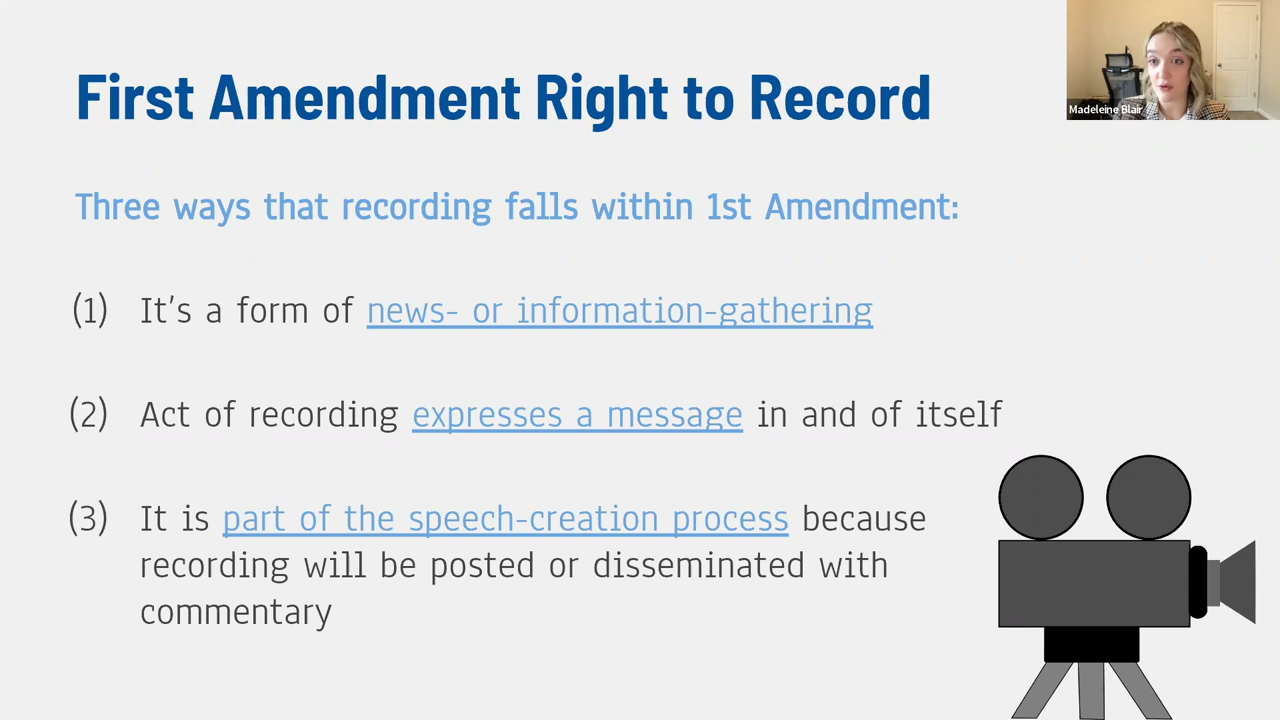 First Amendment Right to Record
Madeleine Blair
Three ways that recording falls within 1st Amendment:
(1) It's a form of news- or information-gathering
(2) Act of recording expresses a message in and of itself
(3) It is part of the speech-creation process because
recording will be posted or disseminated with
commentary